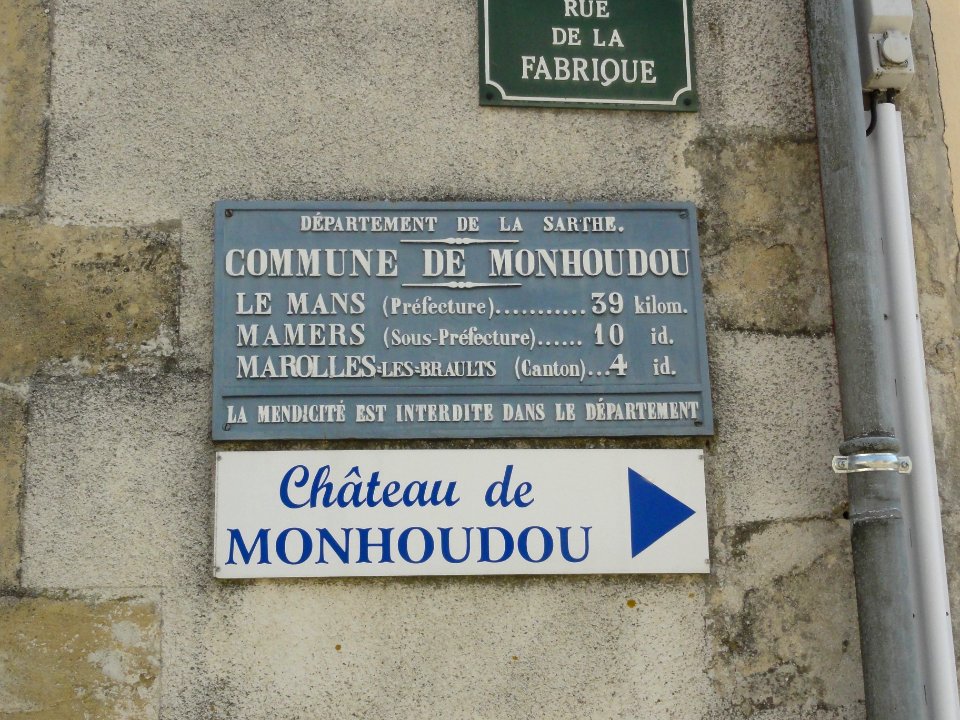 RUE
DE LA
FABRIQUE
DÉPARTEMENT DE LA SARTHE.
COMMUNE DE MONHOUDOU
LE MANS (Préfecture)............ 39 kilom.
MAMERS (Sous-Préfecture)...... 10 id.
MAROLLES=LES=BRAULTS (Canton)... 4 id.
LA MENDICITÉ EST INTERDITE DANS LE DÉPARTEMENT
Château de
MONHOUDOU